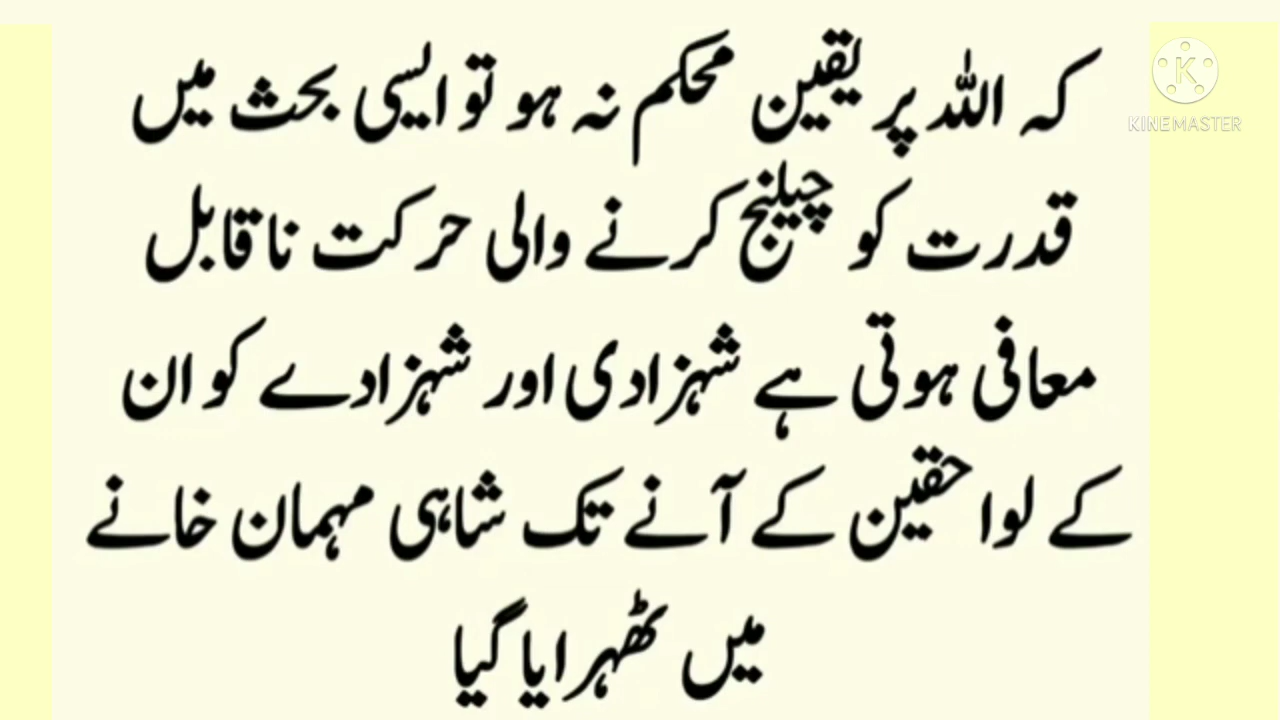 کہ اللہ پر یقین محکم نہ ہو تو ایسی بحث میں
قدرت کو چیلنج کرنے والی حرکت ناقابل
معافی ہوتی ہے شہزادی اور شہزادے کو ان
کے لواحقین کے آنے تک شاہی مہمان خانے
میں ٹھہرایا گیا
K
KINEMASTER